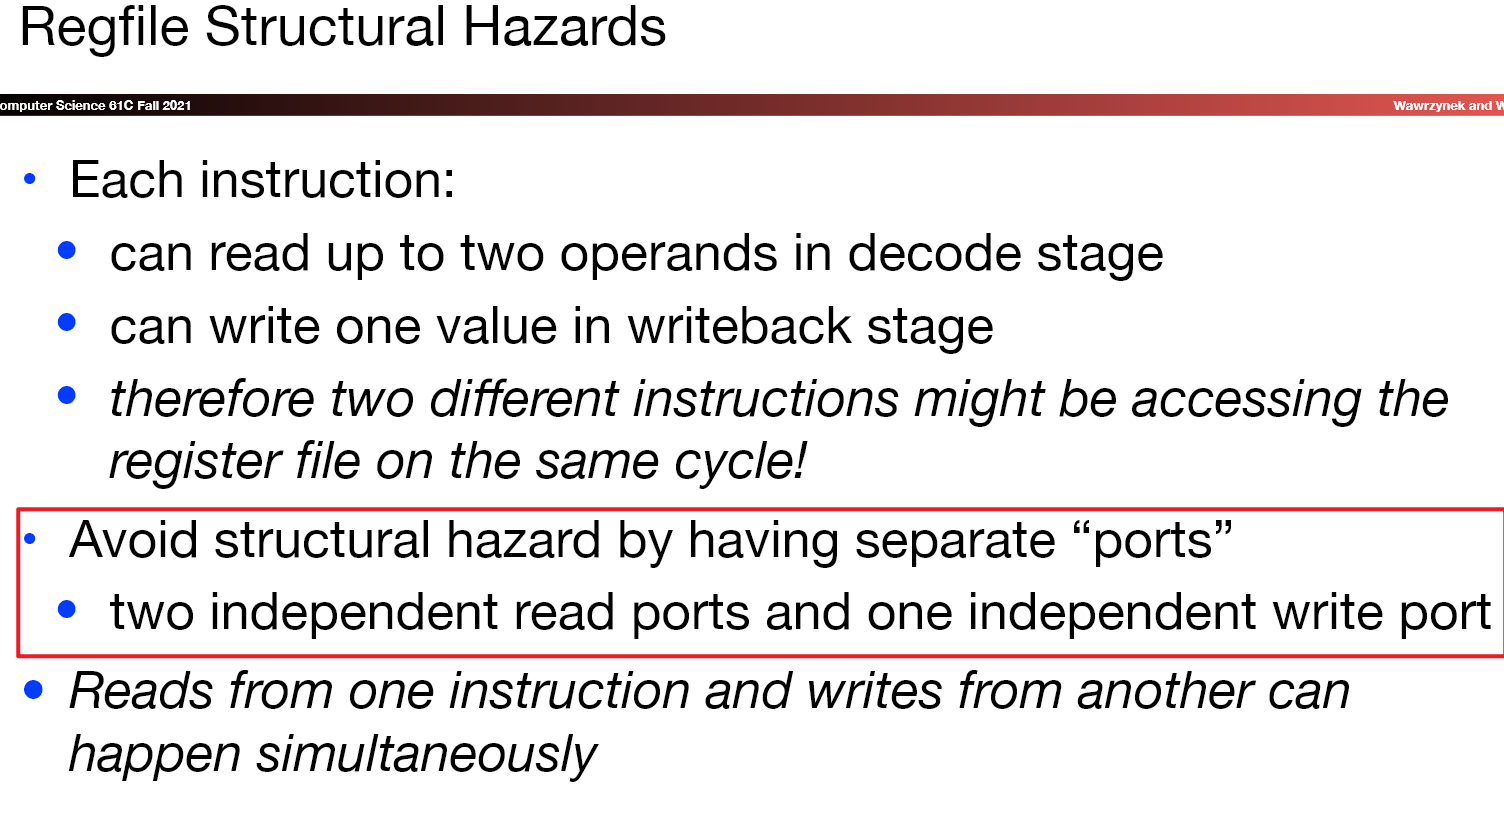 Regfile Structural Hazards
omputer Science 61C Fall 2021
Wawrzynek and W
• Each instruction:
• can read up to two operands in decode stage
• can write one value in writeback stage
• therefore two different instructions might be accessing the
register file on the same cycle!
• Avoid structural hazard by having separate “ports”
• two independent read ports and one independent write port
• Reads from one instruction and writes from another can
happen simultaneously